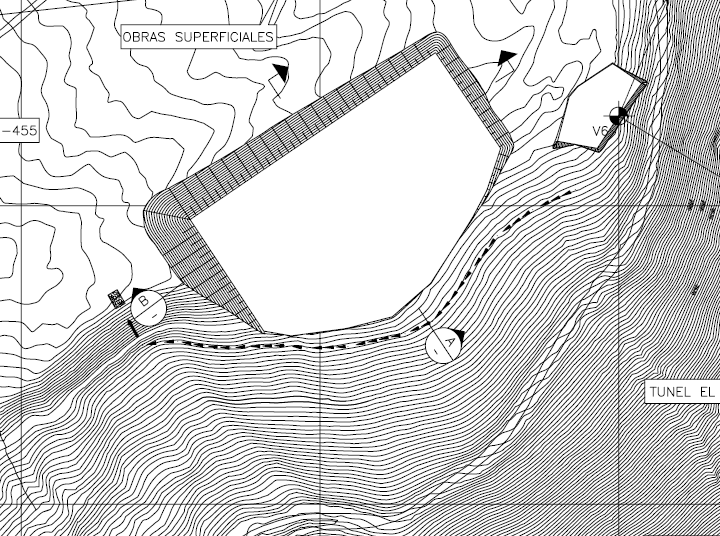 OBRAS SUPERFICIALES
-455
V6
B
A
TUNEL EL